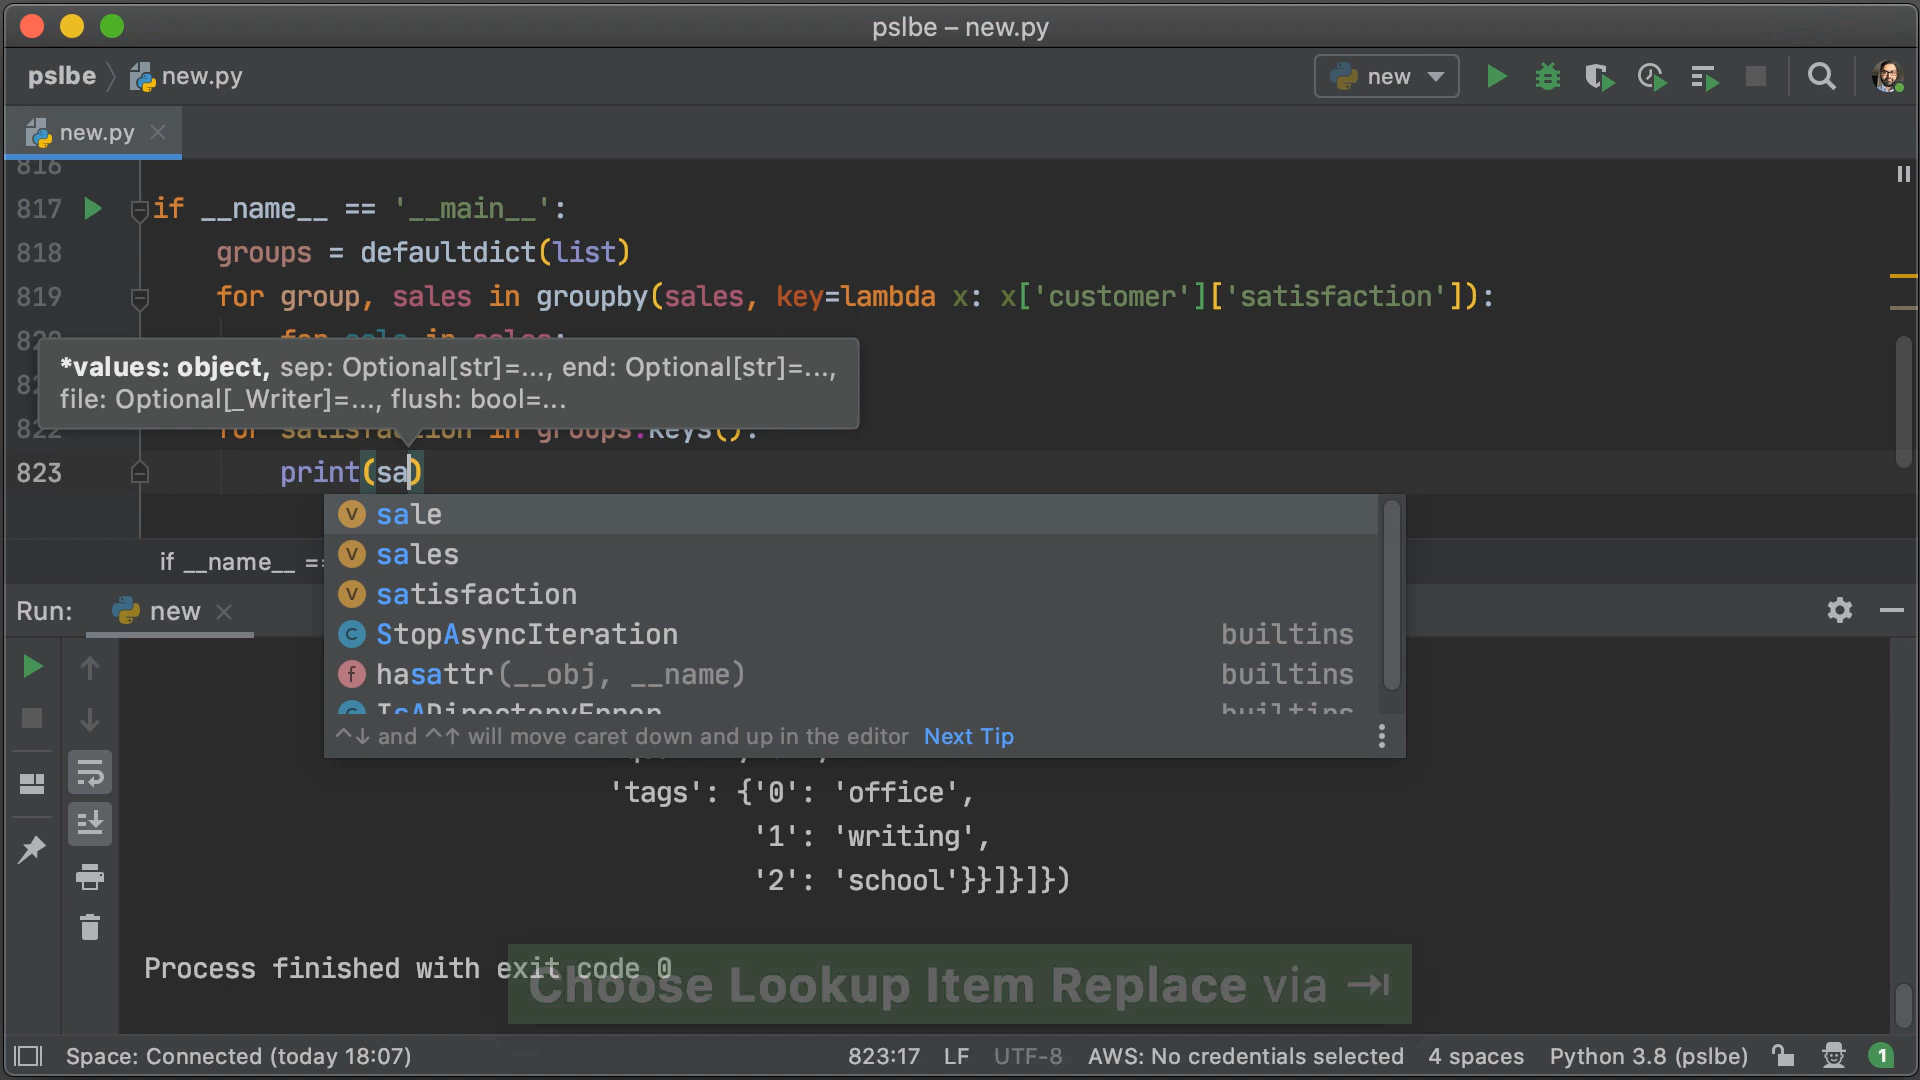 pslbe – new.py
pslbe new.py
new
new.py
816
817 if __name__ == '__main__':
818 groups = defaultdict(list)
819 for group, sales in groupby(sales, key=lambda x: x['customer']['satisfaction']):
for sale in sales:
*values: object, sep: Optional[str]=..., end: Optional[str]=...,
file: Optional[_Writer]=..., flush: bool=...
822 for satisfaction in groups.keys():
823 print(sa)
sale
sales
satisfaction
StopAsyncIteration builtins
hasattr(__obj, __name) builtins
IsADirectoryError builtins
^↓ and ^↑ will move caret down and up in the editor Next Tip
if __name__ ==
Run: new
'tags': {'0': 'office',
'1': 'writing',
'2': 'school'}}]}]})
Process finished with exit code 0
Choose Lookup Item Replace via ⇥
Space: Connected (today 18:07) 823:17 LF UTF-8 AWS: No credentials selected 4 spaces Python 3.8 (pslbe) 1